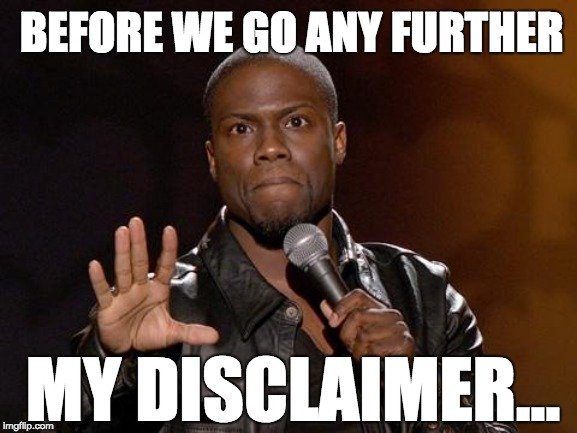 BEFORE WE GO ANY FURTHER
MY DISCLAIMER...
imgflip.com